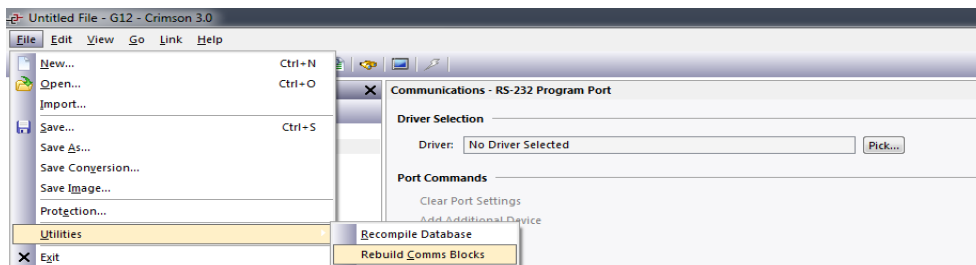 Untitled File - G12 - Crimson 3.0
File Edit View Go Link Help
New... Ctrl+N
Open... Ctrl+O
Import...
Save... Ctrl+S
Save As...
Save Conversion...
Save Image...
Protection...
Utilities
Exit
Recompile Database
Rebuild Comms Blocks
Communications - RS-232 Program Port
Driver Selection
Driver: No Driver Selected Pick...
Port Commands
Clear Port Settings
Add Additional Device